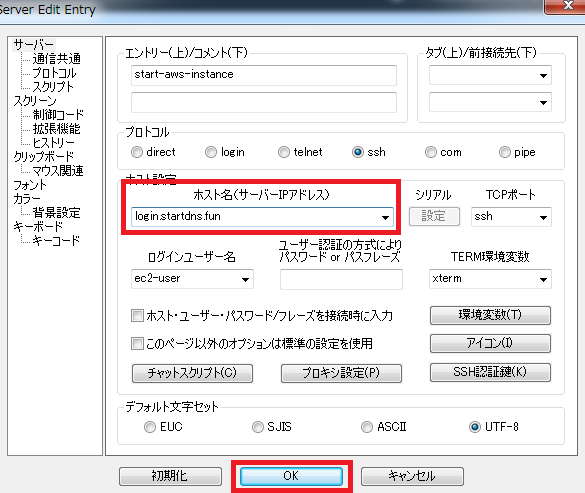 Server Edit Entry
サーバー
通信共通
プロトコル
スクリプト
スクリーン
制御コード
拡張機能
ヒストリー
クリップボード
マウス関連
フォント
カラー
背景設定
キーボード
キーコード
エントリー(上)/コメント(下)
start-aws-instance
タブ(上)/前接続先(下)
プロトコル
direct login telnet ssh com pipe
ホスト設定
ホスト名(サーバーIPアドレス)
login.startdns.fun
シリアル
設定
TCPポート
ssh
ログインユーザー名
ec2-user
ユーザー認証の方式により
パスワード or パスフレーズ
TERM環境変数
xterm
ホスト・ユーザー・パスワード/フレーズを接続時に入力
環境変数(T)
このページ以外のオプションは標準の設定を使用
アイコン(I)
チャットスクリプト(C)
プロキシ設定(P)
SSH認証鍵(K)
デフォルト文字セット
EUC SJIS ASCII UTF-8
初期化 OK キャンセル